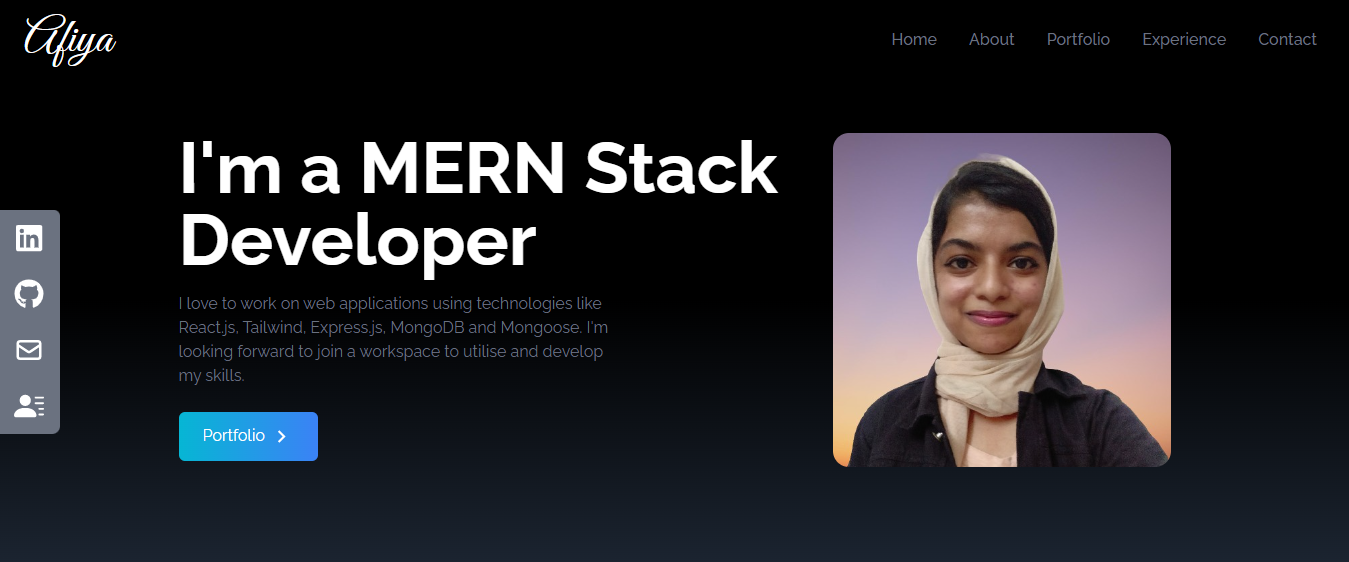 Afiya
Home About Portfolio Experience Contact
I'm a MERN Stack
Developer
I love to work on web applications using technologies like
React.js, Tailwind, Express.js, MongoDB and Mongoose. I'm
looking forward to join a workspace to utilise and develop
my skills.
in
Portfolio